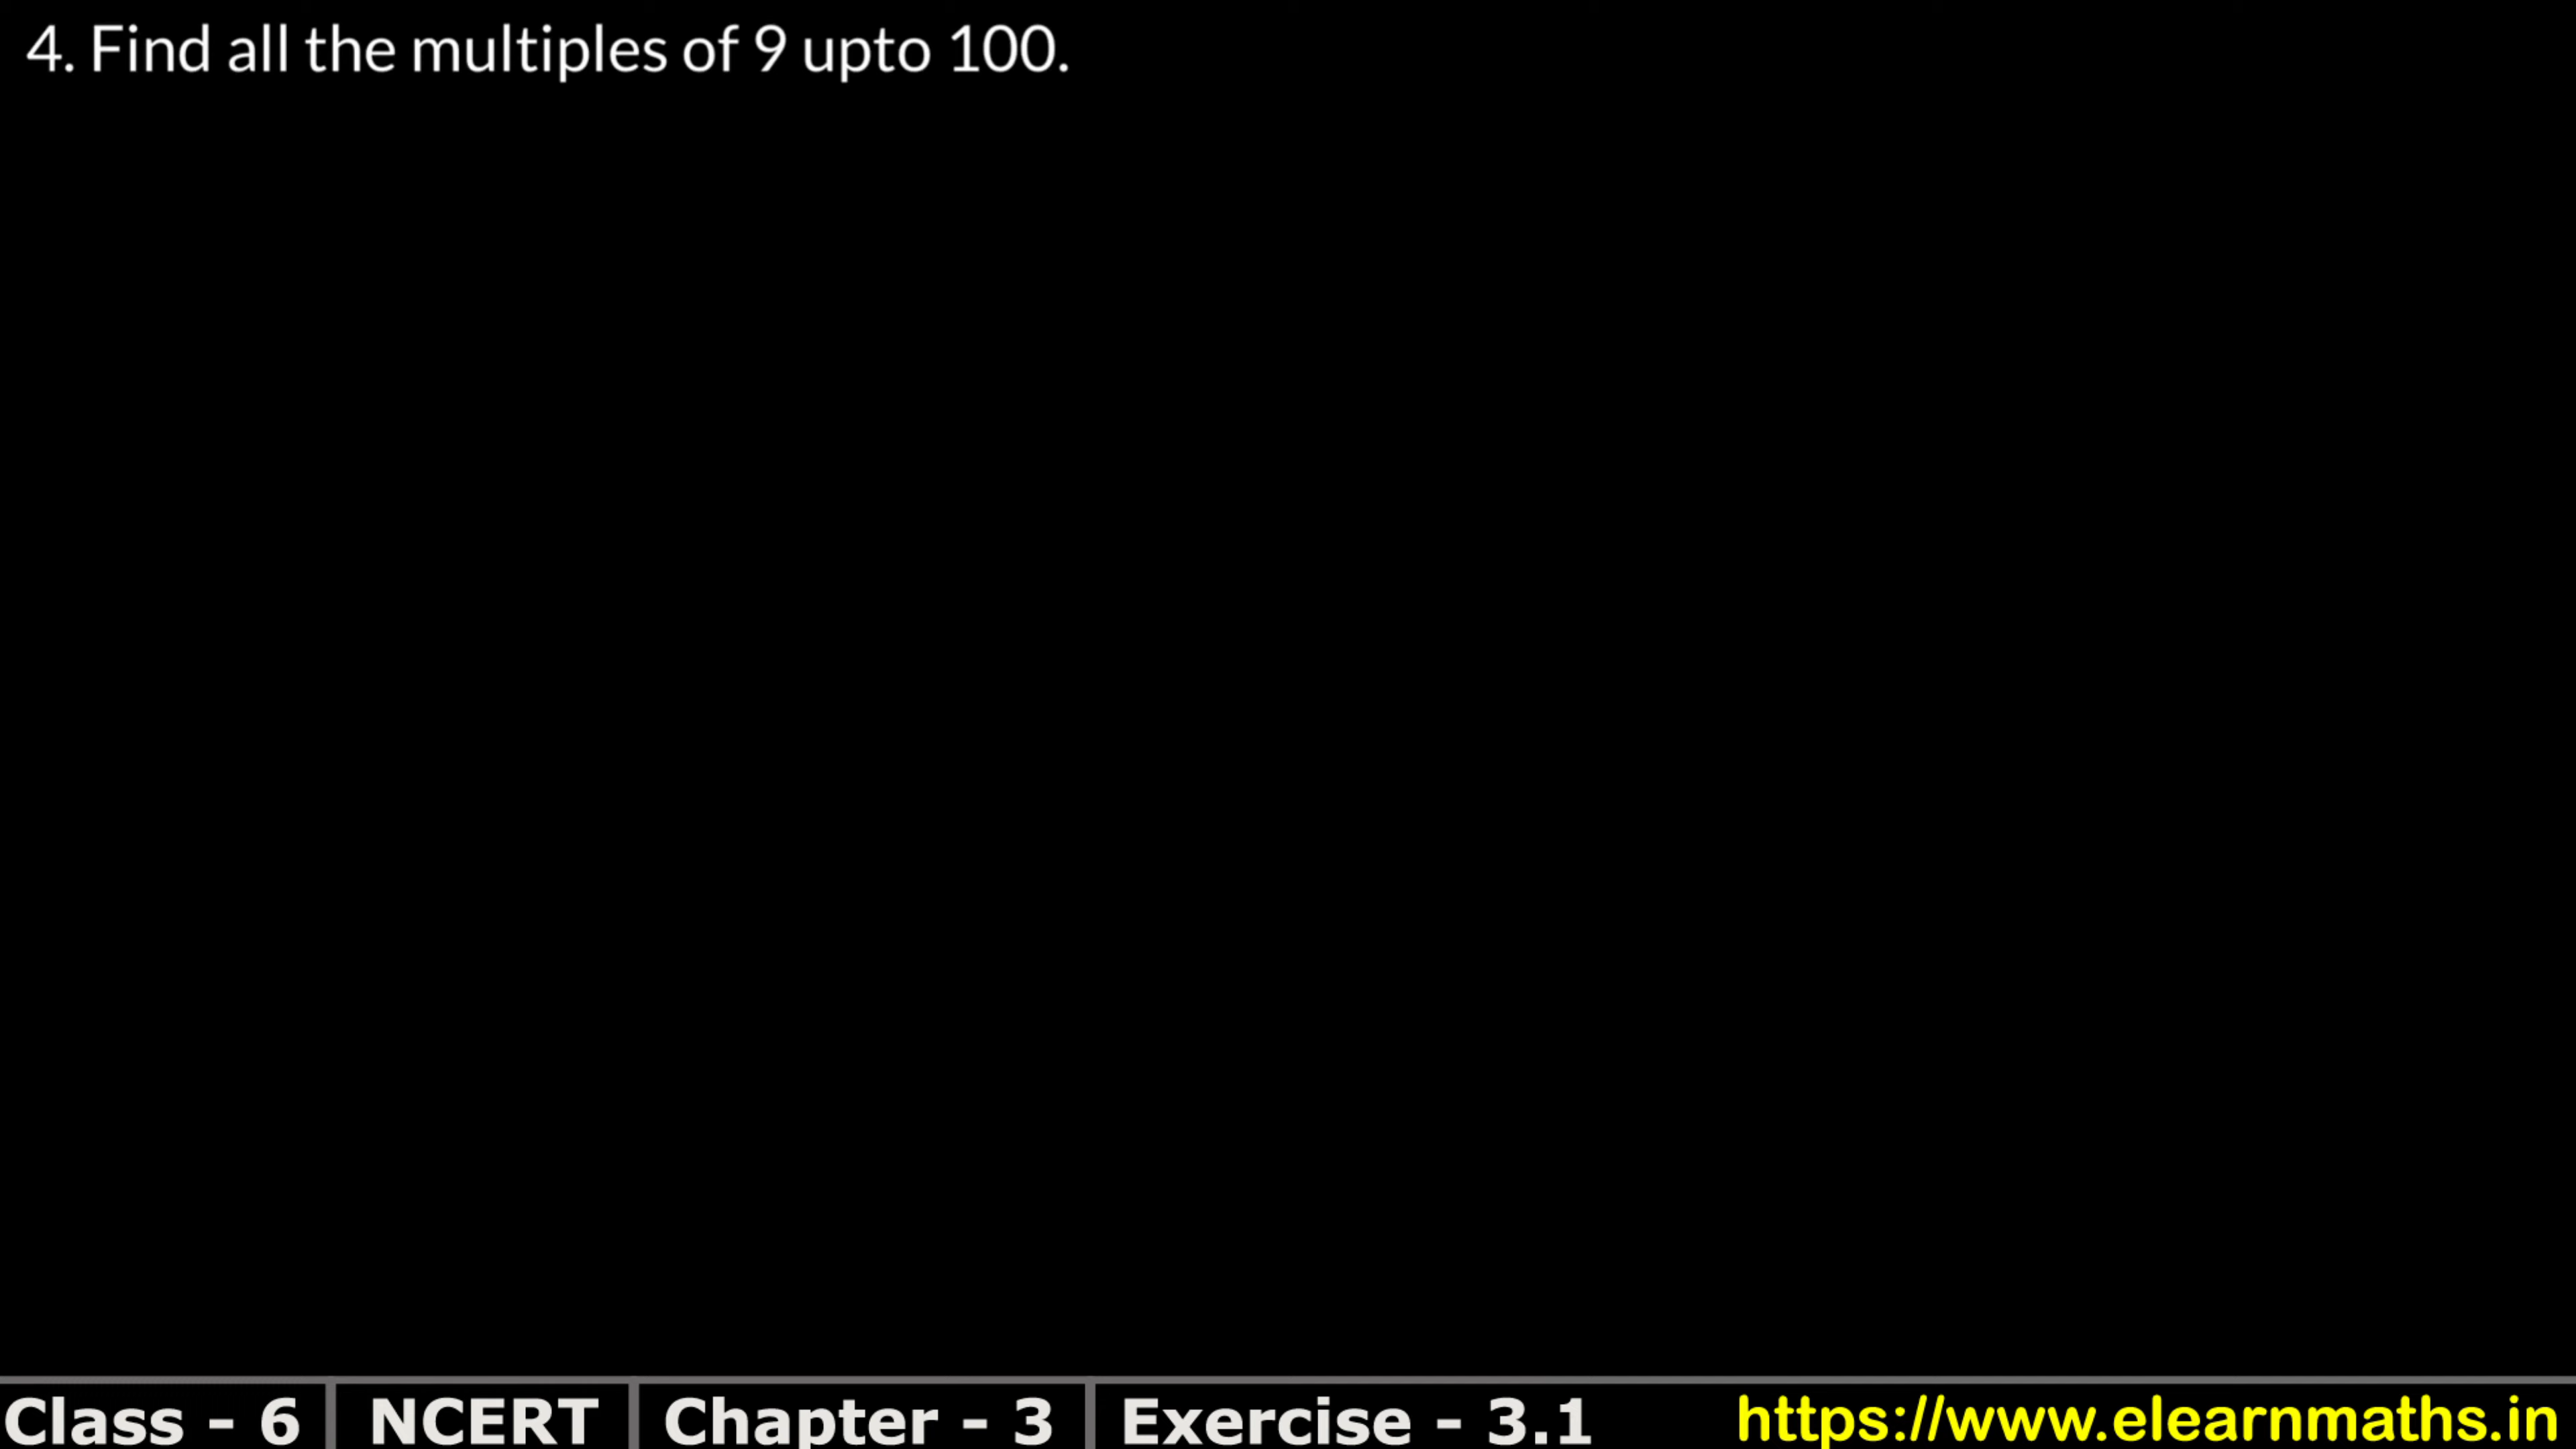 4. Find all the multiples of 9 upto 100.
Class - 6 NCERT Chapter - 3 Exercise - 3.1 https://www.elearnmaths.in